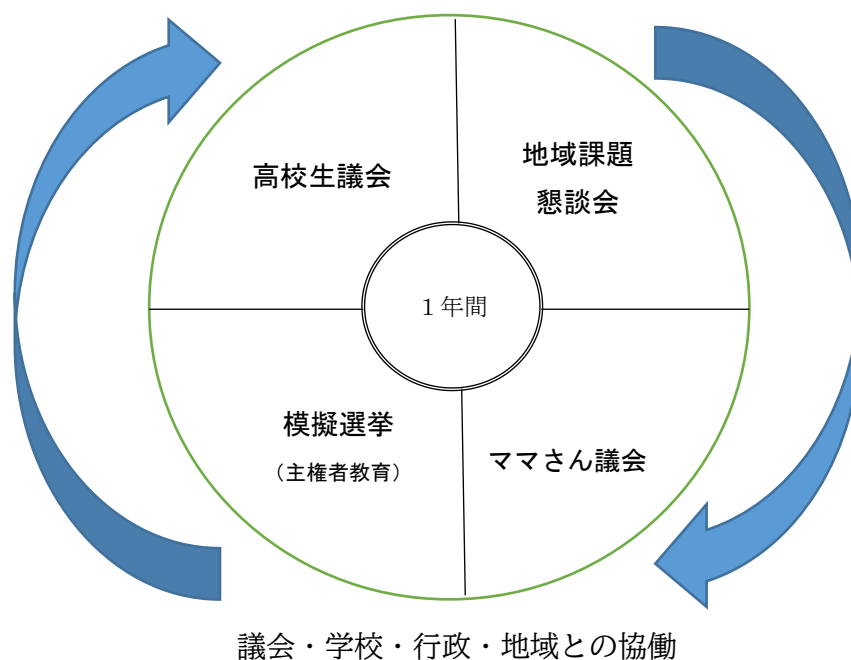 高校生議会
地域課題
懇談会
１年間
模擬選挙
（主権者教育）
ママさん議会
議会・学校・行政・地域との協働